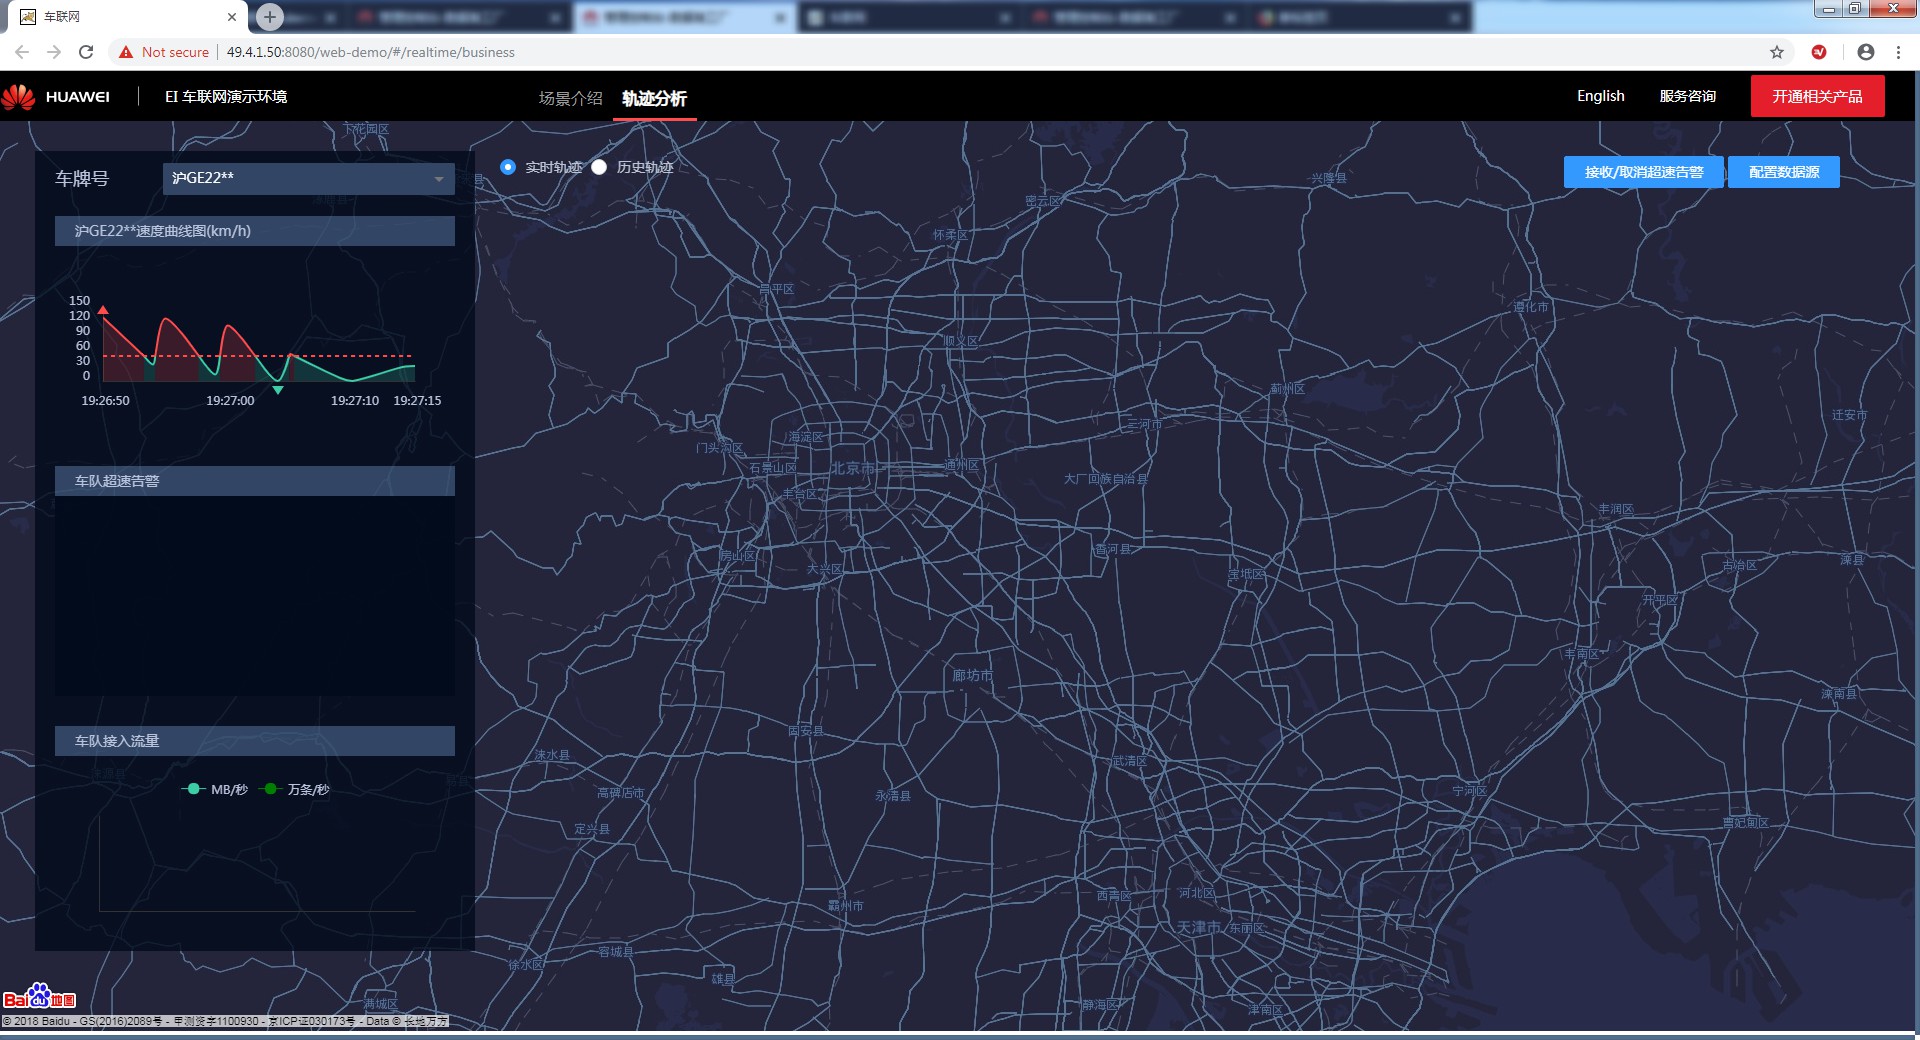 车联网
Not secure 49.4.1.50:8080/web-demo/#/realtime/business
HUAWEI EI 车联网演示环境 场景介绍 轨迹分析 English 服务咨询 开通相关产品
下花园区
车牌号 沪GE22** 实时轨迹 历史轨迹 接收/取消超速告警 配置数据源
兴隆县
密云区
沪GE22**速度曲线图(km/h)
怀柔区
昌平区
150
120
90
60
30
0
遵化市
顺义区
蓟州区
19:26:50 19:27:00 19:27:10 19:27:15
迁安市
三河市
海淀区
门头沟区
石景山区 北京市 通州区
车队超速告警
大厂回族自治县
丰台区
丰润区
香河县
房山区
大兴区
宝坻区
古冶区
滦县
开平区
丰南区
廊坊市
滦南县
固安县
车队接入流量
涞水县
武清区
MB/秒 万条/秒
高碑店市
永清县
宁河区
定兴县
曹妃甸区
西青区 河北区
霸州市
天津市 东丽区
容城县
徐水区
雄县
满城区
静海区
津南区
Bai du 地图
© 2018 Baidu - GS(2016)2089号 - 甲测资字1100930 - 京ICP证030173号 - Data © 长地万方